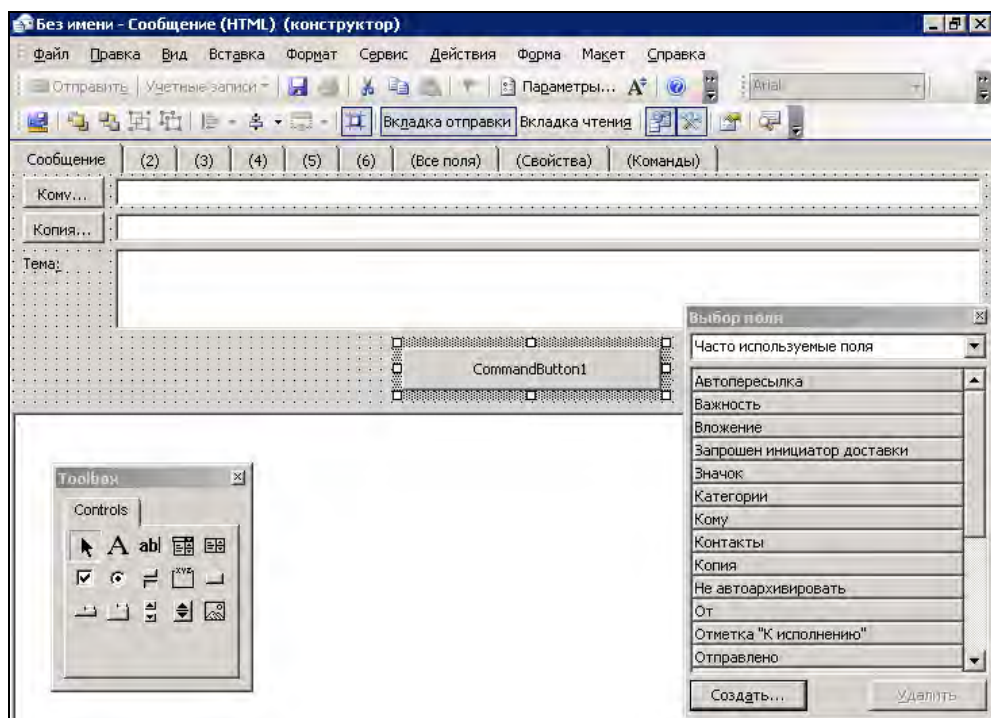 Без имени - Сообщение (HTML) (конструктор)
Файл Правка Вид Вставка Формат Сервис Действия Форма Макет Справка
Отправить Учетные записи Параметры... A Arial
Вкладка отправки Вкладка чтения
Сообщение (2) (3) (4) (5) (6) (Все поля) (Свойства) (Команды)
Кому...
Копия...
Тема:
CommandButton1
Выбор поля
Часто используемые поля
Автопересылка
Важность
Вложение
Запрошен инициатор доставки
Значок
Категории
Кому
Контакты
Копия
Не автоархивировать
От
Отметка "К исполнению"
Отправлено
Создать... Удалить
Toolbox
Controls
A ab
XYZ